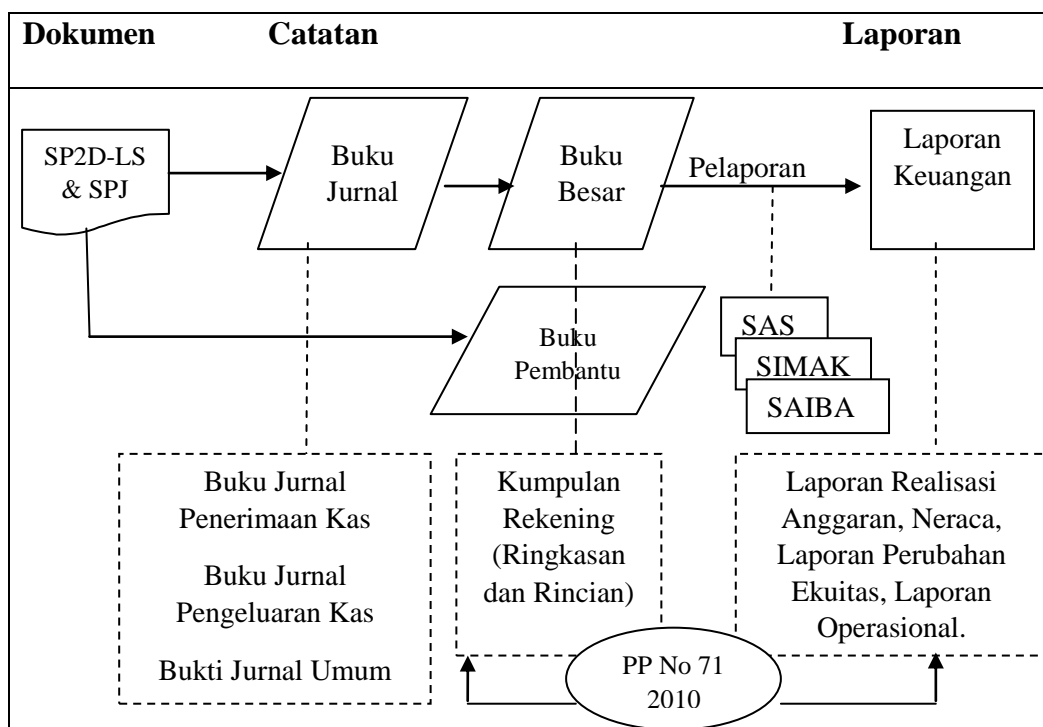 Dokumen Catatan Laporan
SP2D-LS
& SPJ
Buku
Jurnal
Buku
Besar
Pelaporan
Laporan
Keuangan
Buku
Pembantu
SAS
SIMAK
SAIBA
Buku Jurnal
Penerimaan Kas
Buku Jurnal
Pengeluaran Kas
Bukti Jurnal Umum
Kumpulan
Rekening
(Ringkasan
dan Rincian)
Laporan Realisasi
Anggaran, Neraca,
Laporan Perubahan
Ekuitas, Laporan
Operasional.
PP No 71
2010